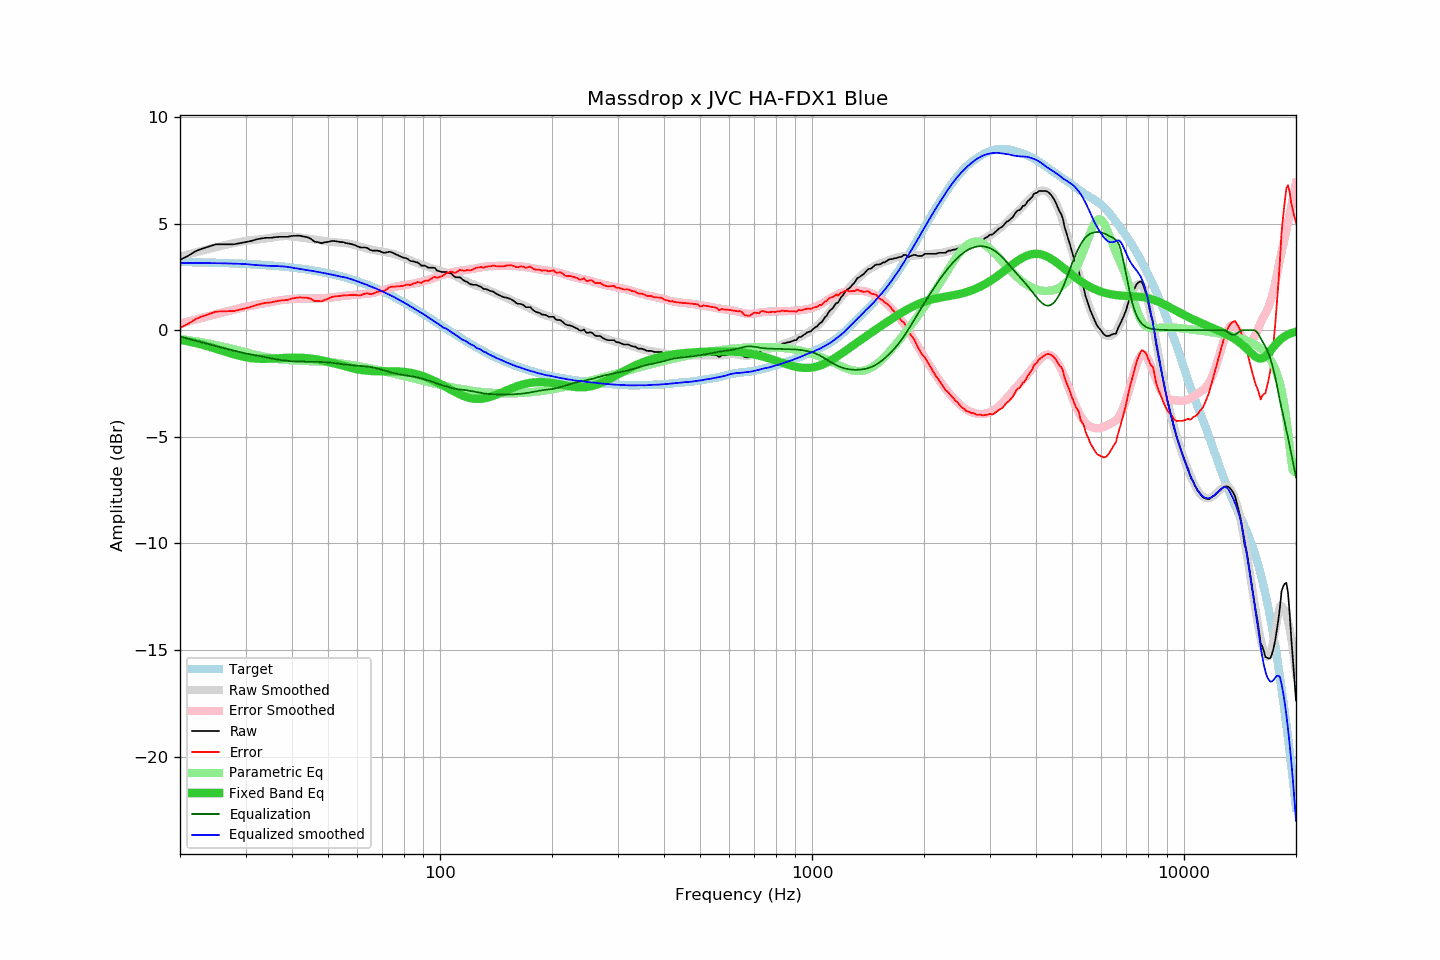 Massdrop x JVC HA-FDX1 Blue
10
5
0
−5
−10
−15
−20
Amplitude (dBr)
Target
Raw Smoothed
Error Smoothed
Raw
Error
Parametric Eq
Fixed Band Eq
Equalization
Equalized smoothed
100
1000
10000
Frequency (Hz)